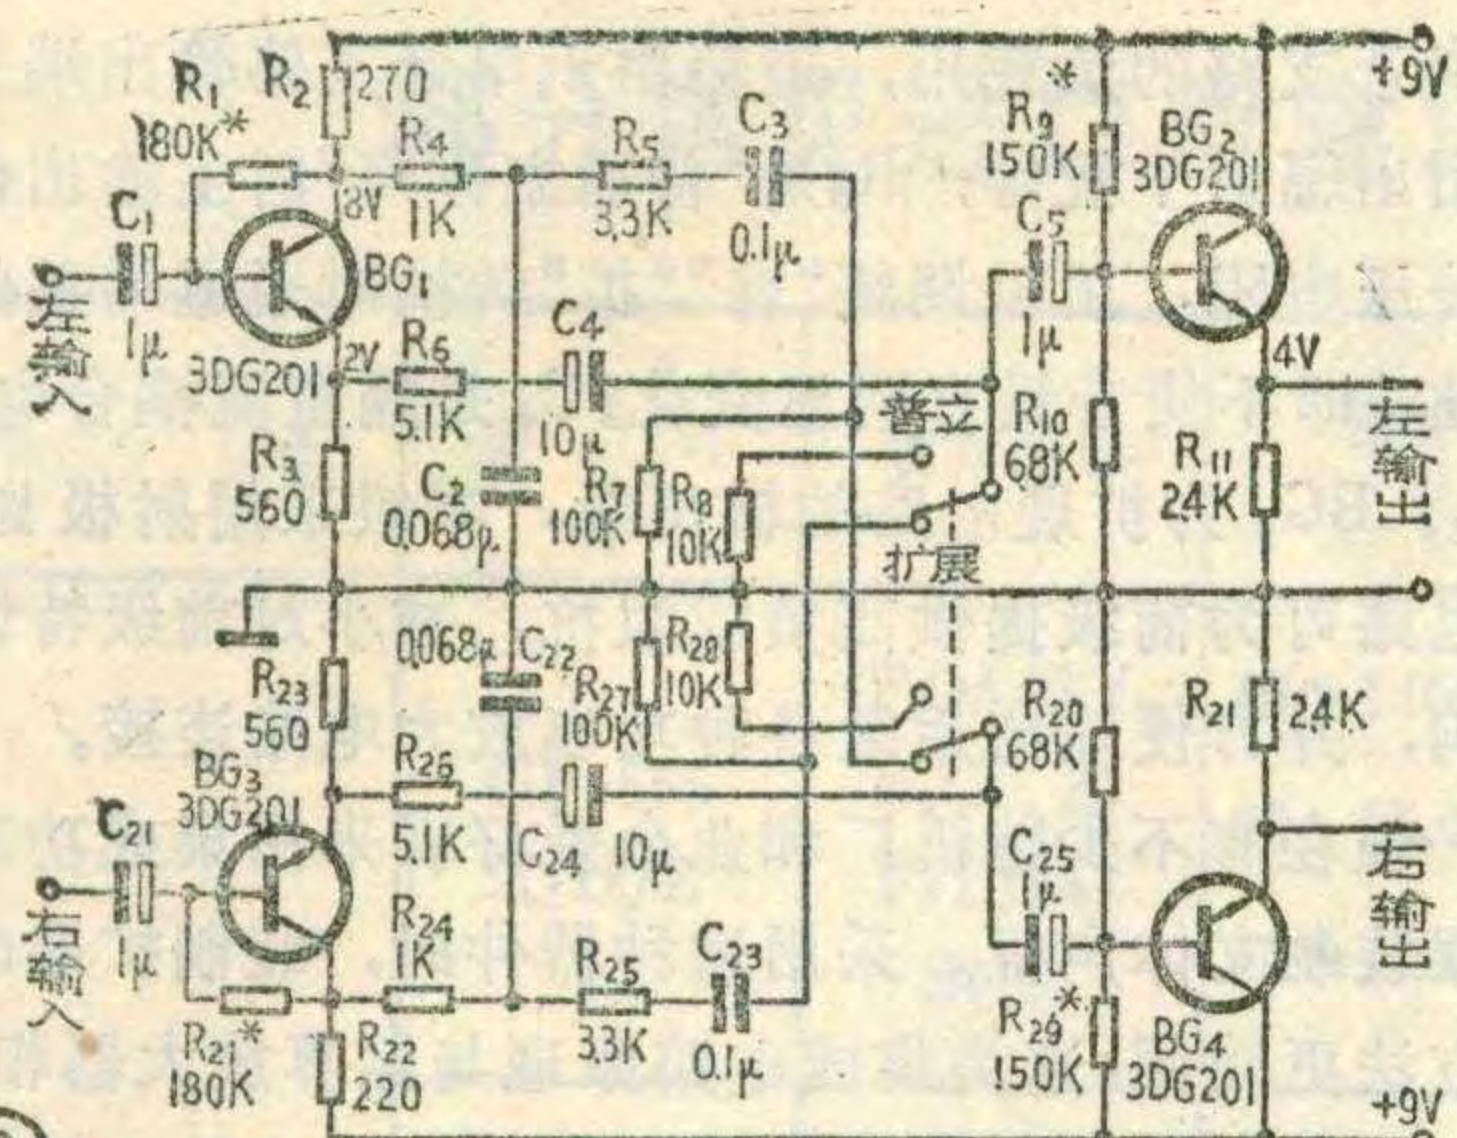 R1
180K*
R2
270
R4
1K
R5
3.3K
C3
0.1μ
R9
*
150K
BG2
3DG201
+9V
C1
1μ
左输入
8V
BG1
3DG201
C5
1μ
2V
R6
5.1K
C4
10μ
4V
左输出
普立
R10
68K
R11
2.4K
R3
560
C2
0.068μ
R7
100K
R8
10K
扩展
0.068μ
C22
R23
560
R27
100K
R28
10K
R20
68K
R21
2.4K
BG3
3DG201
R26
5.1K
C24
10μ
C21
1μ
右输入
C25
1μ
右输出
R24
1K
R25
3.3K
C23
0.1μ
R21*
180K
R22
220
R29*
150K
BG4
3DG201
+9V